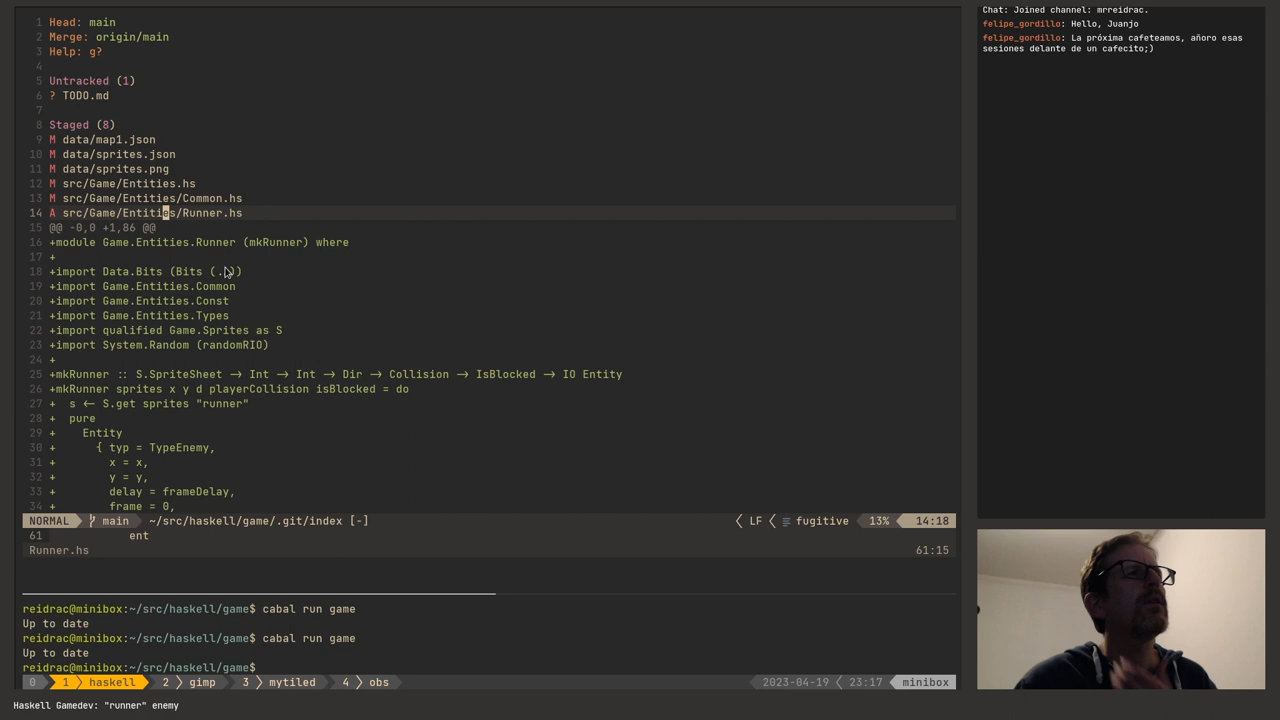 1 Head: main
2 Merge: origin/main
3 Help: g?
4
5 Untracked (1)
6 ? TODO.md
7
8 Staged (8)
9 M data/map1.json
10 M data/sprites.json
11 M data/sprites.png
12 M src/Game/Entities.hs
13 M src/Game/Entities/Common.hs
14 A src/Game/Entities/Runner.hs
15 @@ -0,0 +1,86 @@
16 +module Game.Entities.Runner (mkRunner) where
17 +
18 +import Data.Bits (Bits (.&.))
19 +import Game.Entities.Common
20 +import Game.Entities.Const
21 +import Game.Entities.Types
22 +import qualified Game.Sprites as S
23 +import System.Random (randomRIO)
24 +
25 +mkRunner :: S.SpriteSheet -> Int -> Int -> Dir -> Collision -> IsBlocked -> IO Entity
26 +mkRunner sprites x y d playerCollision isBlocked = do
27 +  s <- S.get sprites "runner"
28 +  pure
29 +    Entity
30 +      { typ = TypeEnemy,
31 +        x = x,
32 +        y = y,
33 +        delay = frameDelay,
34 +        frame = 0,
NORMAL main ~/src/haskell/game/.git/index [-] LF fugitive 13% 14:18
61 ent
Runner.hs 61:15
reidrac@minibox:~/src/haskell/game$ cabal run game
Up to date
reidrac@minibox:~/src/haskell/game$ cabal run game
Up to date
reidrac@minibox:~/src/haskell/game$
0 1 haskell 2 gimp 3 mytiled 4 obs 2023-04-19 23:17 minibox
Haskell Gamedev: "runner" enemy
Chat: Joined channel: mrreidrac.
felipe_gordillo: Hello, Juanjo
felipe_gordillo: La próxima cafeteamos, añoro esas
sesiones delante de un cafecito;)